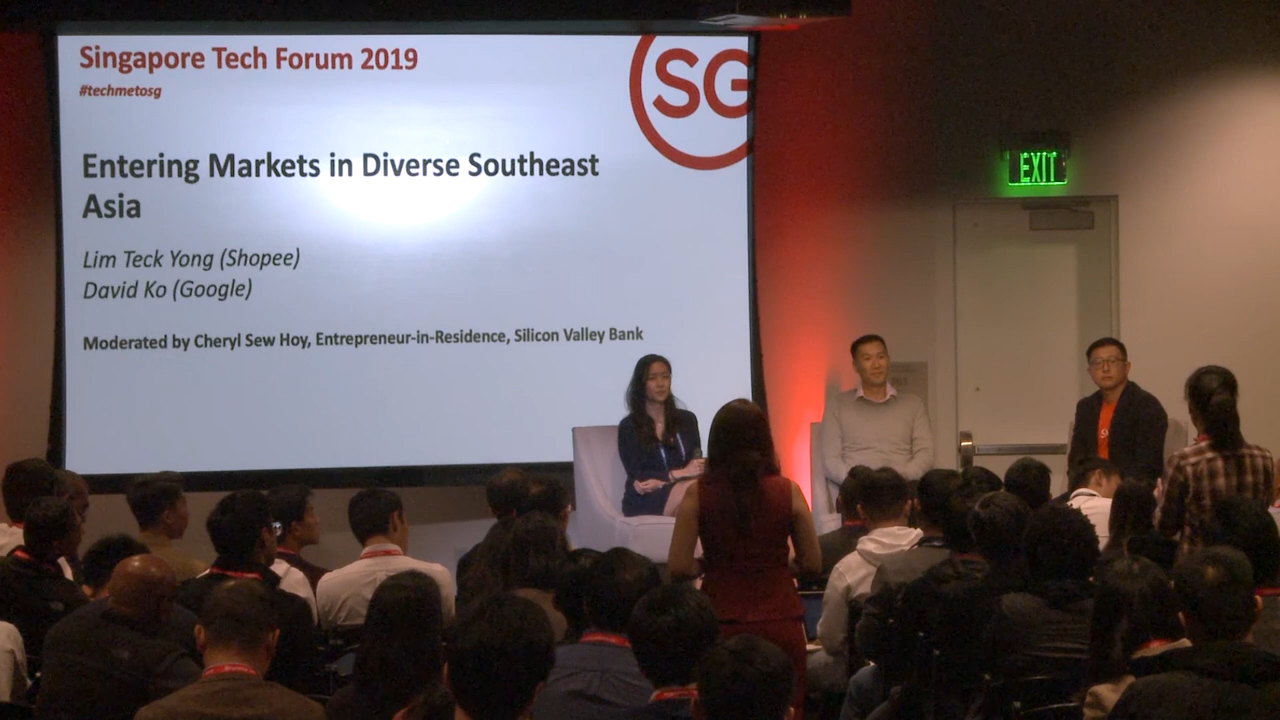 Singapore Tech Forum 2019
#techmetosg
SG
Entering Markets in Diverse Southeast
Asia
Lim Teck Yong (Shopee)
David Ko (Google)
Moderated by Cheryl Sew Hoy, Entrepreneur-in-Residence, Silicon Valley Bank
EXIT